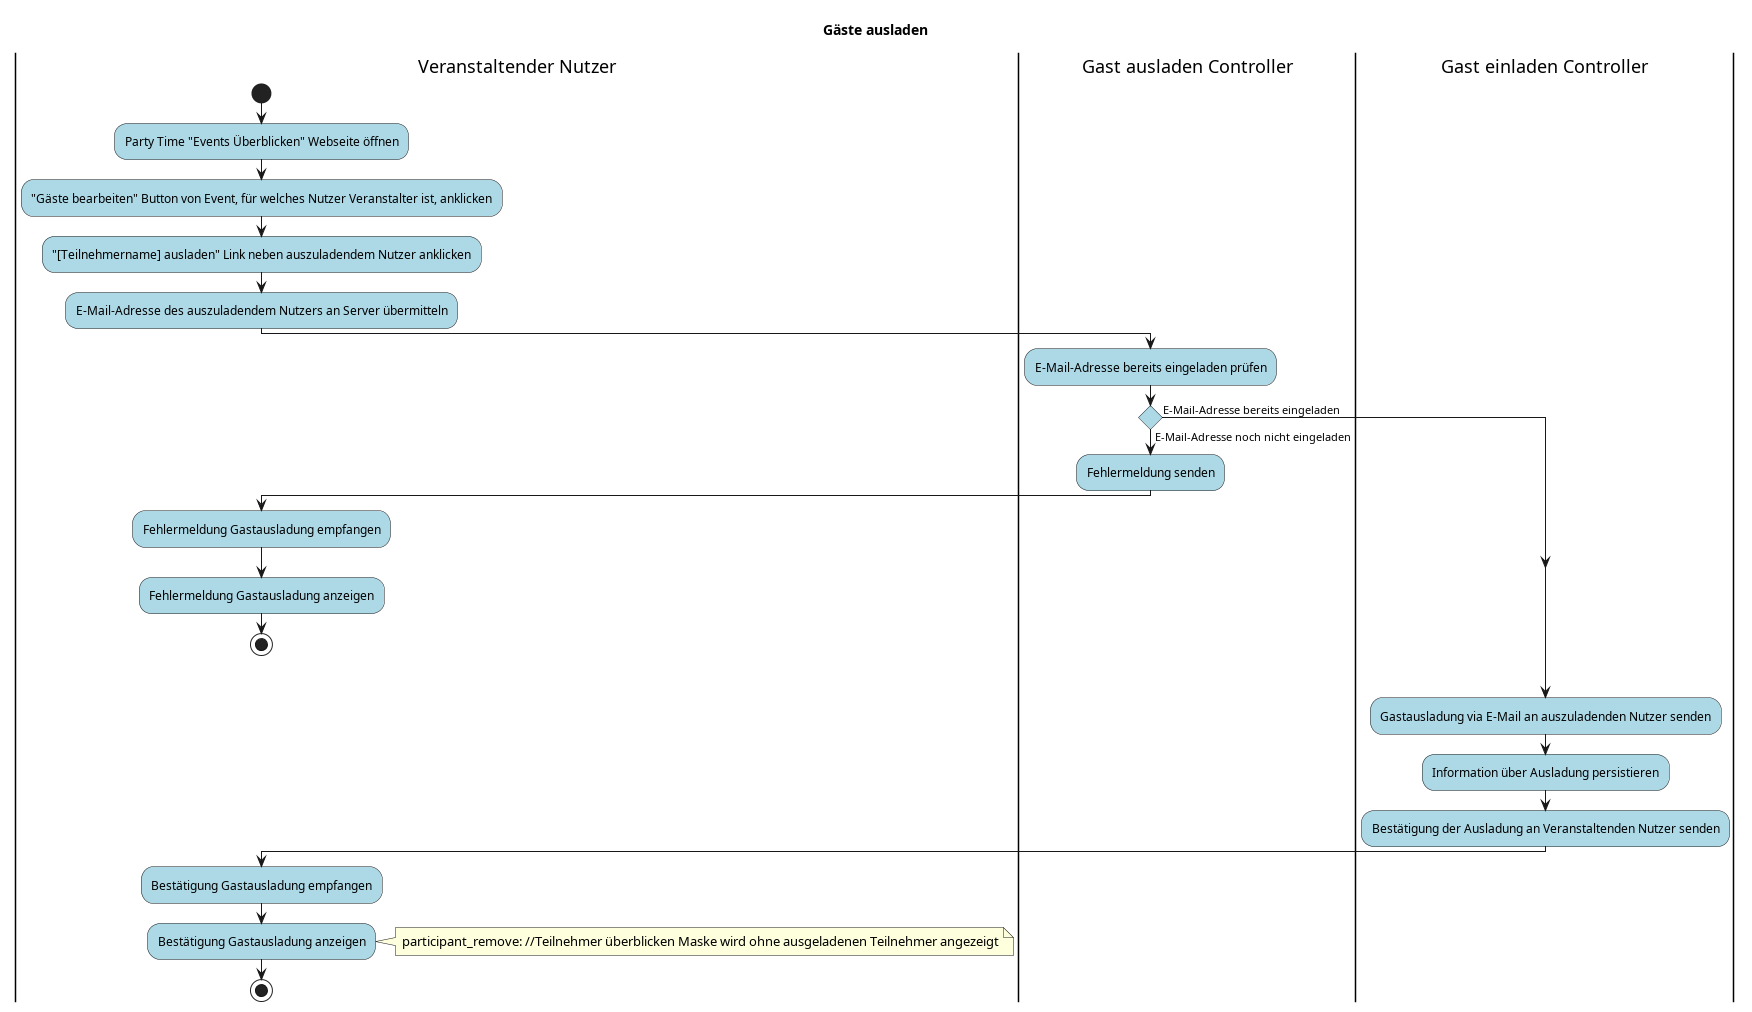 Gäste ausladen
Veranstaltender Nutzer
Gast ausladen Controller
Gast einladen Controller
Party Time "Events Überblicken" Webseite öffnen
"Gäste bearbeiten" Button von Event, für welches Nutzer Veranstalter ist, anklicken
"[Teilnehmername] ausladen" Link neben auszuladendem Nutzer anklicken
E-Mail-Adresse des auszuladendem Nutzers an Server übermitteln
E-Mail-Adresse bereits eingeladen prüfen
E-Mail-Adresse bereits eingeladen
E-Mail-Adresse noch nicht eingeladen
Fehlermeldung senden
Fehlermeldung Gastausladung empfangen
Fehlermeldung Gastausladung anzeigen
Gastausladung via E-Mail an auszuladenden Nutzer senden
Information über Ausladung persistieren
Bestätigung der Ausladung an Veranstaltenden Nutzer senden
Bestätigung Gastausladung empfangen
Bestätigung Gastausladung anzeigen
participant_remove: //Teilnehmer überblicken Maske wird ohne ausgeladenen Teilnehmer angezeigt